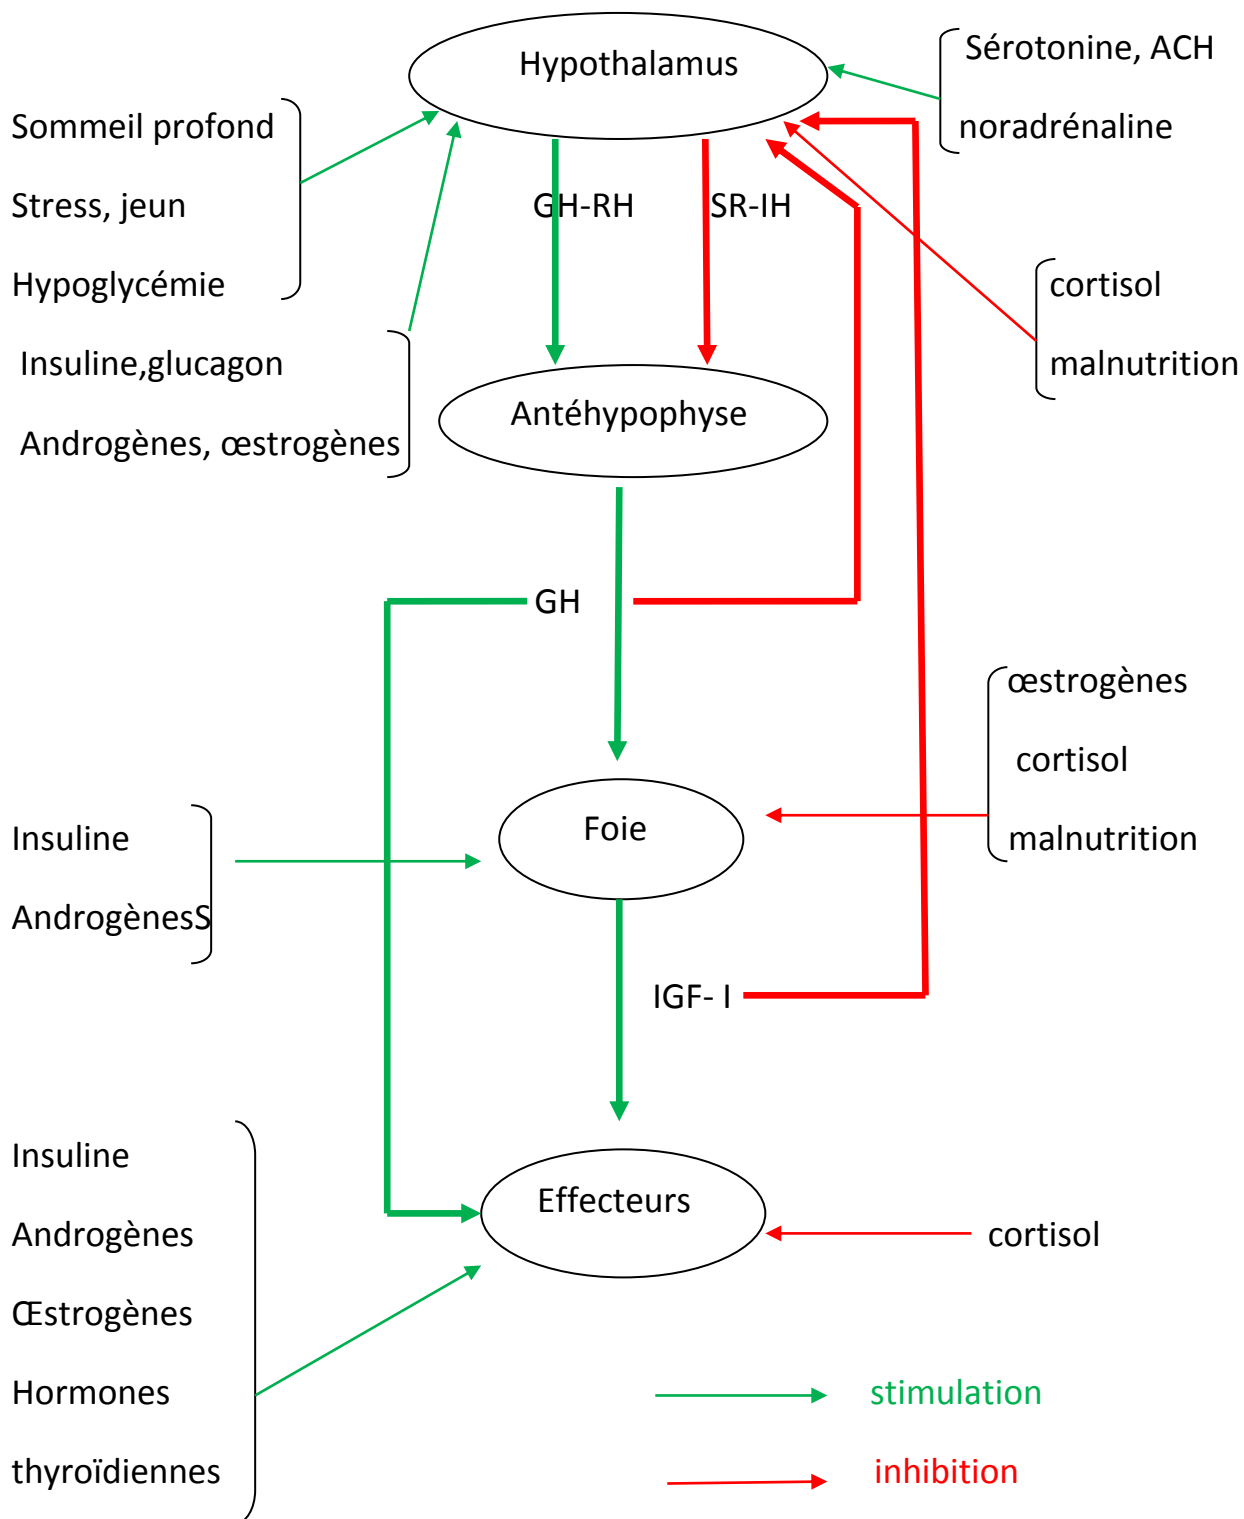 Hypothalamus
Sérotonine, ACH
noradrénaline
Sommeil profond
Stress, jeun
Hypoglycémie
GH-RH
SR-IH
cortisol
malnutrition
Insuline,glucagon
Androgènes, œstrogènes
Antéhypophyse
GH
œstrogènes
cortisol
malnutrition
Foie
Insuline
AndrogènesS
IGF- I
Insuline
Androgènes
Œstrogènes
Hormones
thyroïdiennes
Effecteurs
cortisol
stimulation
inhibition